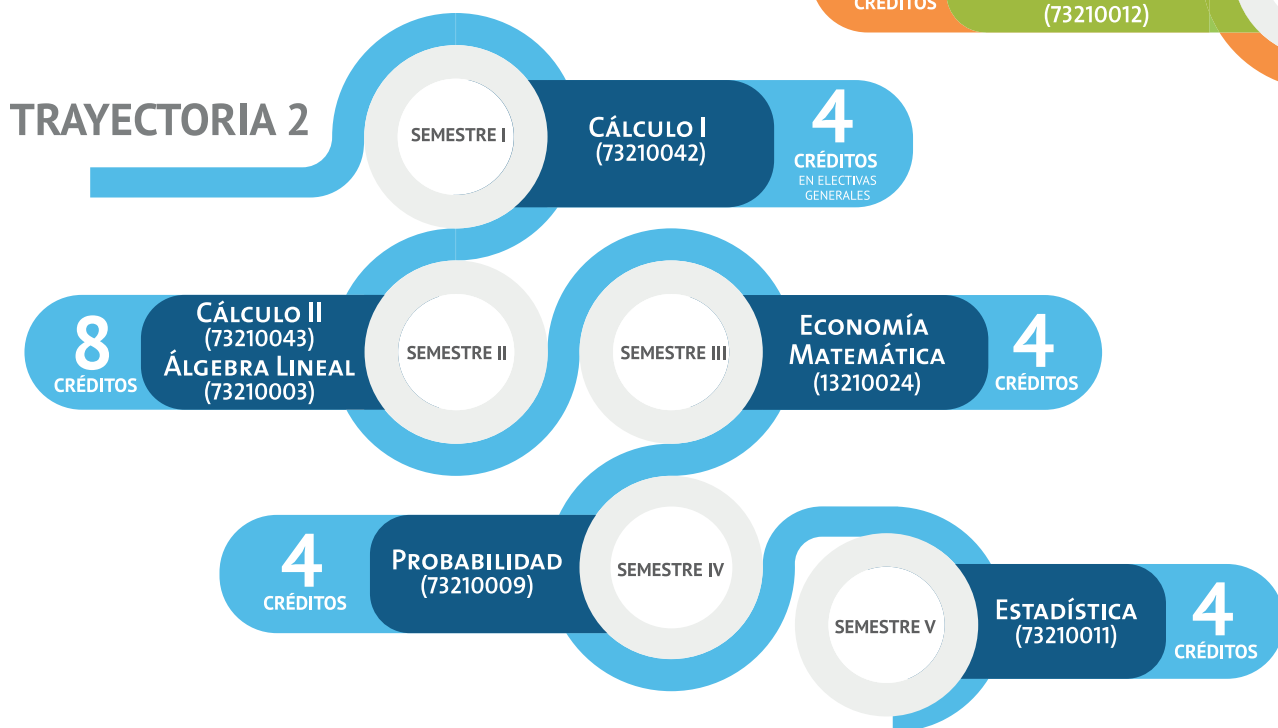 CRÉDITOS
(73210012)
TRAYECTORIA 2
SEMESTRE I
CÁLCULO I
(73210042)
4
CRÉDITOS
EN ELECTIVAS
GENERALES
8
CRÉDITOS
CÁLCULO II
(73210043)
ÁLGEBRA LINEAL
(73210003)
SEMESTRE II
SEMESTRE III
ECONOMÍA
MATEMÁTICA
(13210024)
4
CRÉDITOS
4
CRÉDITOS
PROBABILIDAD
(73210009)
SEMESTRE IV
SEMESTRE V
ESTADÍSTICA
(73210011)
4
CRÉDITOS